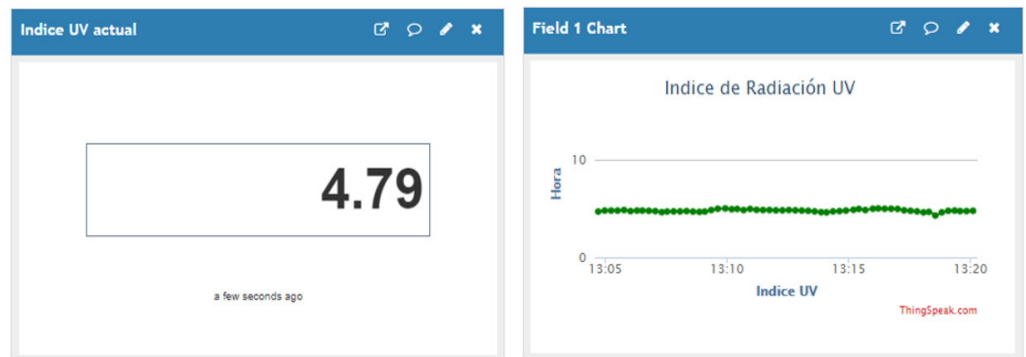 Indice UV actual
4.79
a few seconds ago
Field 1 Chart
Indice de Radiación UV
Hora
10
0
13:05 13:10 13:15 13:20
Indice UV
ThingSpeak.com